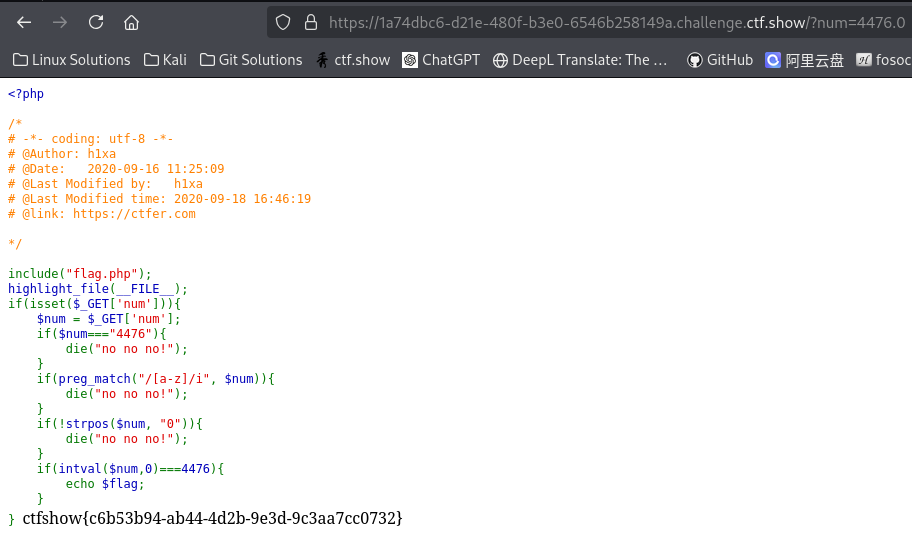 https://1a74dbc6-d21e-480f-b3e0-6546b258149a.challenge.ctf.show/?num=4476.0
Linux Solutions Kali Git Solutions ctf.show ChatGPT DeepL Translate: The ... GitHub 阿里云盘 fosoc
<?php
/*
# -*- coding: utf-8 -*-
# @Author: h1xa
# @Date:   2020-09-16 11:25:09
# @Last Modified by:   h1xa
# @Last Modified time: 2020-09-18 16:46:19
# @link: https://ctfer.com
*/
include("flag.php");
highlight_file(__FILE__);
if(isset($_GET['num'])){
    $num = $_GET['num'];
    if($num==="4476"){
        die("no no no!");
    }
    if(preg_match("/[a-z]/i", $num)){
        die("no no no!");
    }
    if(!strpos($num, "0")){
        die("no no no!");
    }
    if(intval($num,0)===4476){
        echo $flag;
    }
} ctfshow{c6b53b94-ab44-4d2b-9e3d-9c3aa7cc0732}